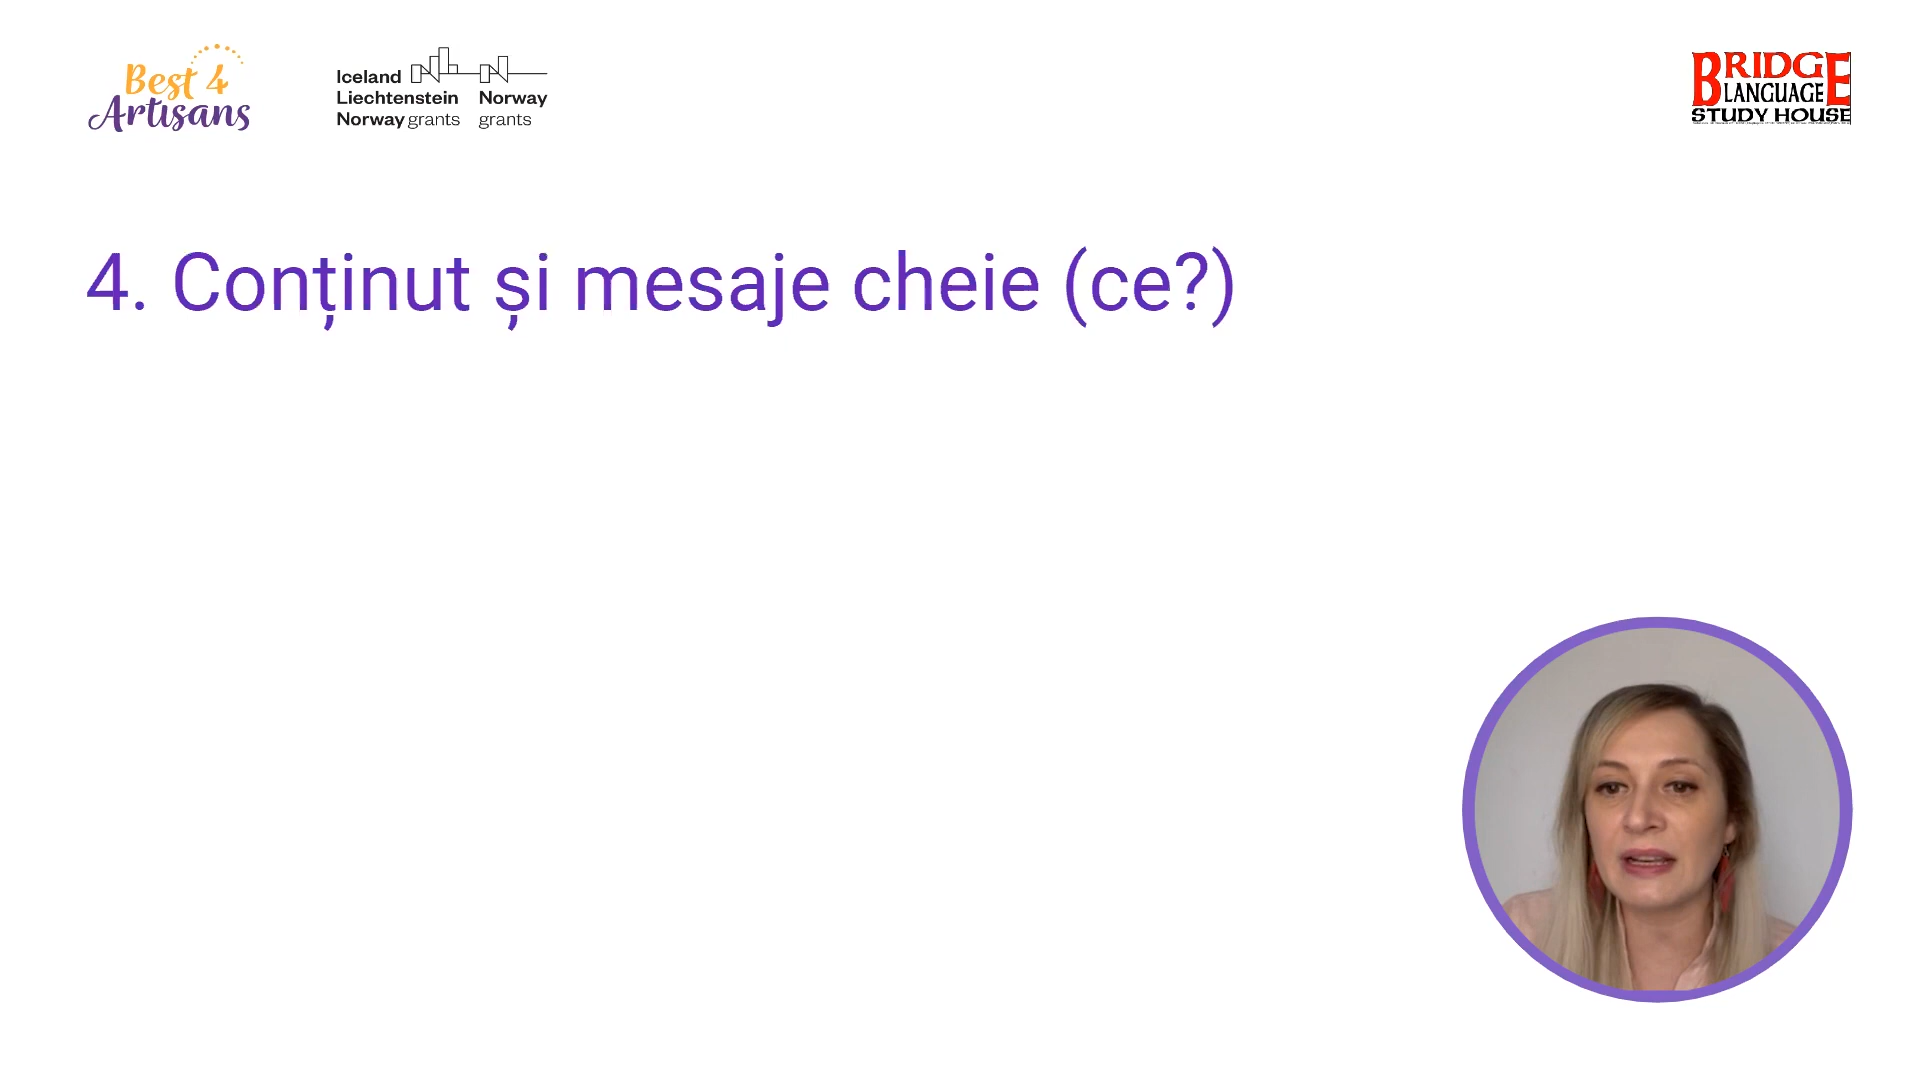 Best 4
Artisans
Iceland
Liechtenstein
Norway grants
Norway
grants
BRIDGE
LANGUAGE
STUDY HOUSE
4. Conținut și mesaje cheie (ce?)